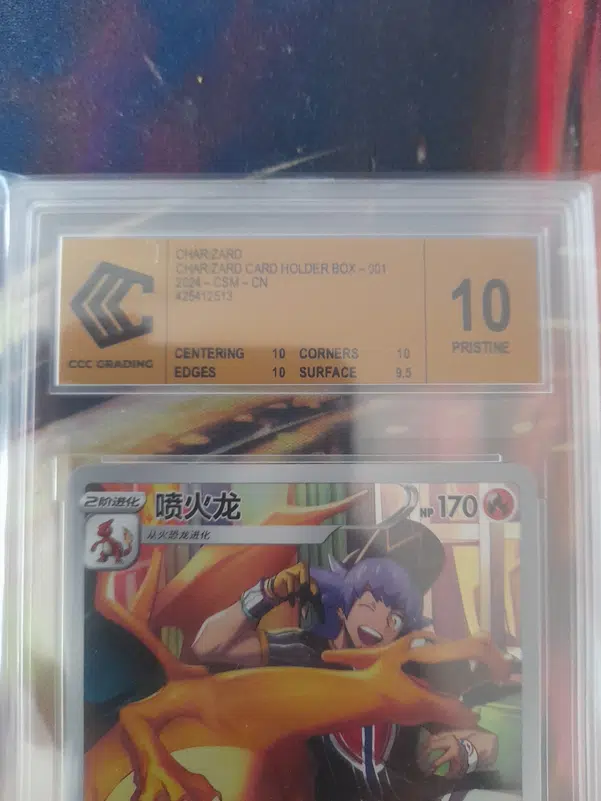 CHARIZARD
CHARIZARD CARD HOLDER BOX - 001
2024 - CSM - CN
425412513
CCC GRADING
CENTERING 10 CORNERS 10
EDGES 10 SURFACE 9.5
10
PRISTINE
2阶进化 喷火龙 HP 170
从火恐龙进化